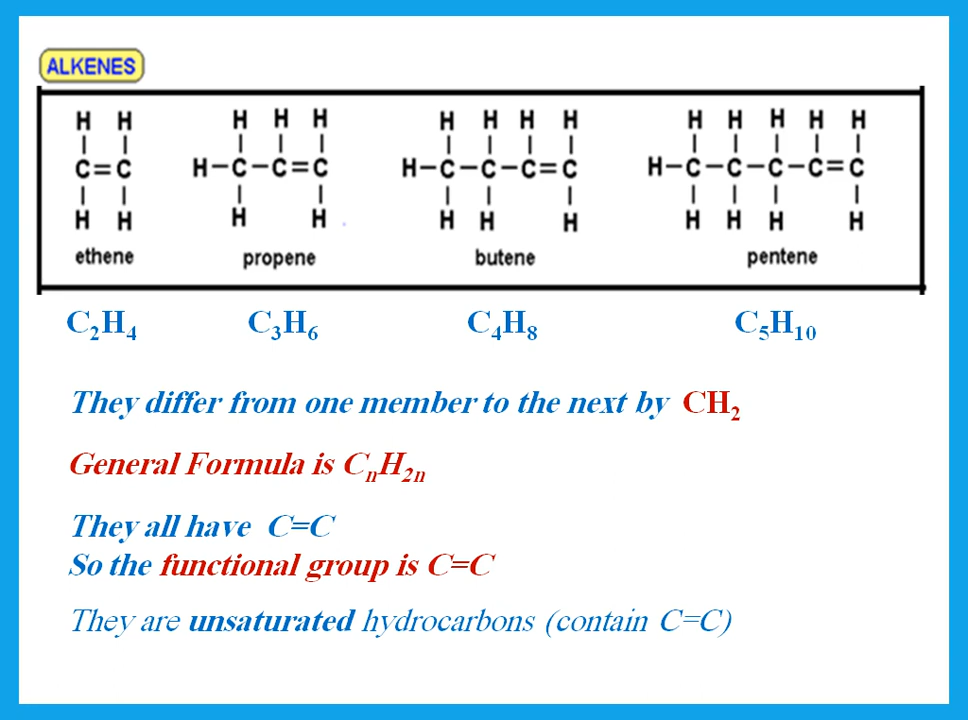 ALKENES
H H H H H H H H H H H H H H
C=C H-C-C=C H-C-C-C=C H-C-C-C-C=C
H H H H H H H H H H H
ethene propene butene pentene
C₂H₄ C₃H₆ C₄H₈ C₅H₁₀
They differ from one member to the next by CH₂
General Formula is CₙH₂ₙ
They all have C=C
So the functional group is C=C
They are unsaturated hydrocarbons (contain C=C)